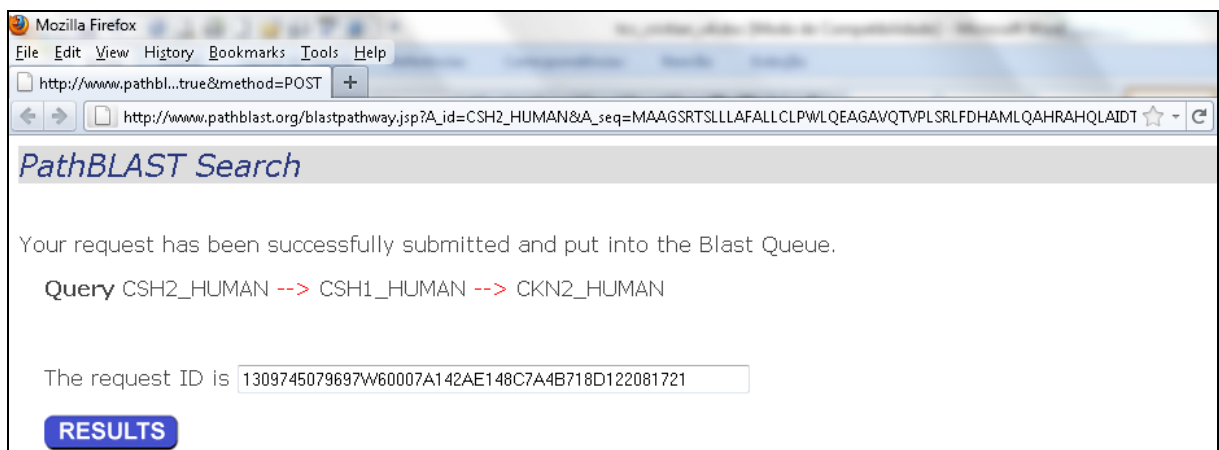 Mozilla Firefox
File Edit View History Bookmarks Tools Help
http://www.pathbl...true&method=POST +
http://www.pathblast.org/blastpathway.jsp?A_id=CSH2_HUMAN&A_seq=MAAGSRTSLLLAFALLCLPWLQEAGAVQTVPLSRLFDHAMLQAHRAHQLAIDT
PathBLAST Search
Your request has been successfully submitted and put into the Blast Queue.
Query CSH2_HUMAN --> CSH1_HUMAN --> CKN2_HUMAN
The request ID is 1309745079697W60007A142AE148C7A4B718D122081721
RESULTS